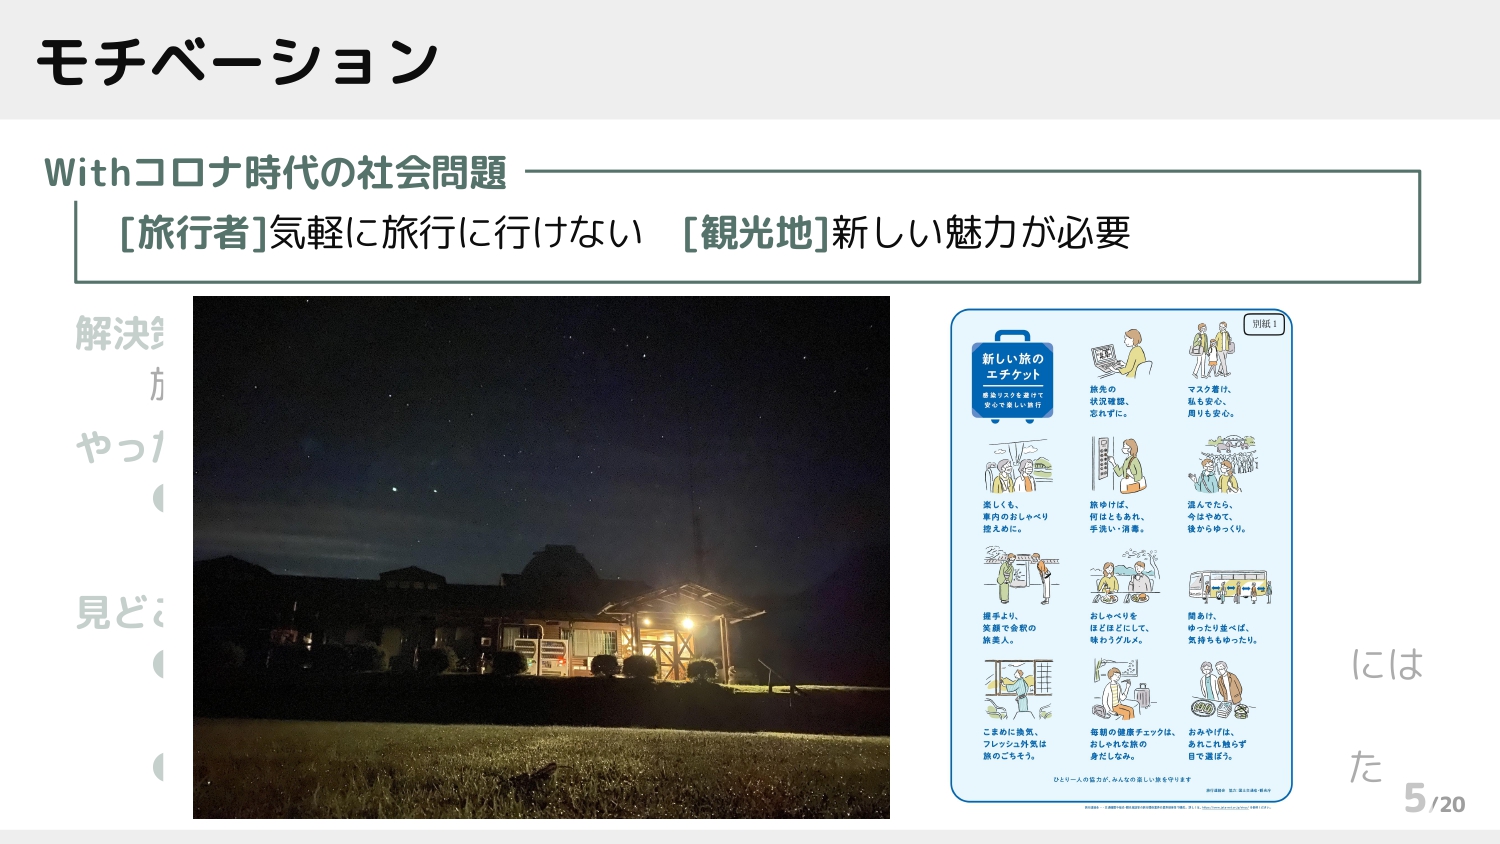 モチベーション
Withコロナ時代の社会問題
[旅行者]気軽に旅行に行けない [観光地]新しい魅力が必要
解決
やった
見どこ
には
た
別紙1
新しい旅の
エチケット
感染リスクを避けて
安心で楽しい旅行
旅先の
状況確認、
忘れずに。
マスク着け、
私も安心、
周りも安心。
楽しくも、
車内のおしゃべり
控えめに。
旅ゆけば、
何はともあれ、
手洗い・消毒。
混んでたら、
今はやめて、
後からゆっくり。
握手より、
笑顔で会釈の
旅美人。
おしゃべりを
ほどほどにして、
味わうグルメ。
間あけ、
ゆったり並べば、
気持ちもゆったり。
こまめに換気、
フレッシュ外気は
旅のごちそう。
毎朝の健康チェックは、
おしゃれな旅の
身だしなみ。
おみやげは、
あれこれ触らず
目で選ぼう。
ひとり一人の協力が、みんなの楽しい旅を守ります
5/20